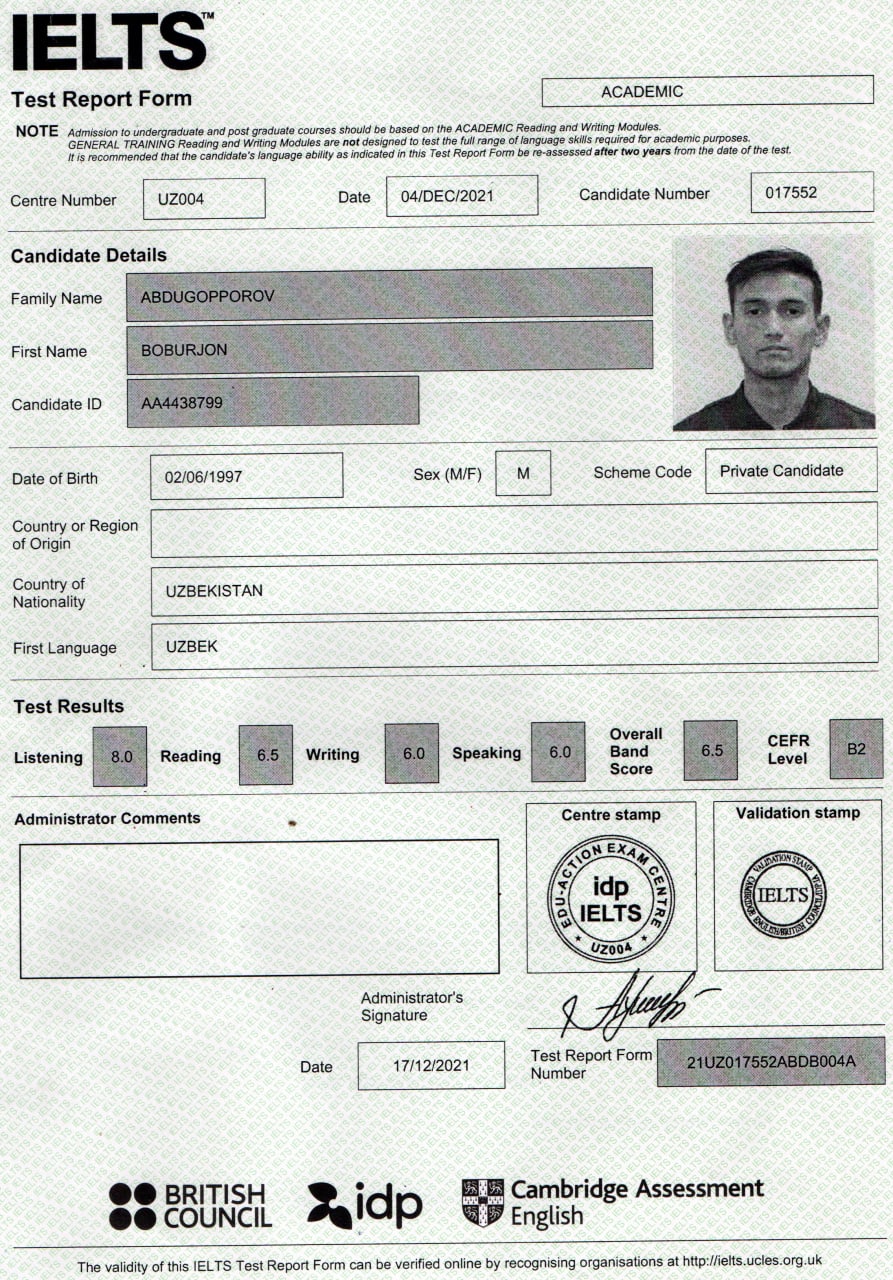 IELTS™
Test Report Form
ACADEMIC
NOTE Admission to undergraduate and post graduate courses should be based on the ACADEMIC Reading and Writing Modules.
GENERAL TRAINING Reading and Writing Modules are not designed to test the full range of language skills required for academic purposes.
It is recommended that the candidate's language ability as indicated in this Test Report Form be re-assessed after two years from the date of the test.
Centre Number UZ004 Date 04/DEC/2021 Candidate Number 017552
Candidate Details
Family Name ABDUGOPPOROV
First Name BOBURJON
Candidate ID AA4438799
Date of Birth 02/06/1997 Sex (M/F) M Scheme Code Private Candidate
Country or Region
of Origin
Country of
Nationality
UZBEKISTAN
First Language UZBEK
Test Results
Listening 8.0 Reading 6.5 Writing 6.0 Speaking 6.0
Overall
Band
Score
6.5
CEFR
Level
B2
Administrator Comments
Centre stamp
EDU-ACTION EXAM CENTRE
idp
IELTS
UZ004
Validation stamp
VALIDATION STAMP
IELTS
Administrator's
Signature
Date 17/12/2021
Test Report Form
Number
21UZ017552ABDB004A
BRITISH
COUNCIL
idp
Cambridge Assessment
English
The validity of this IELTS Test Report Form can be verified online by recognising organisations at http://ielts.ucles.org.uk